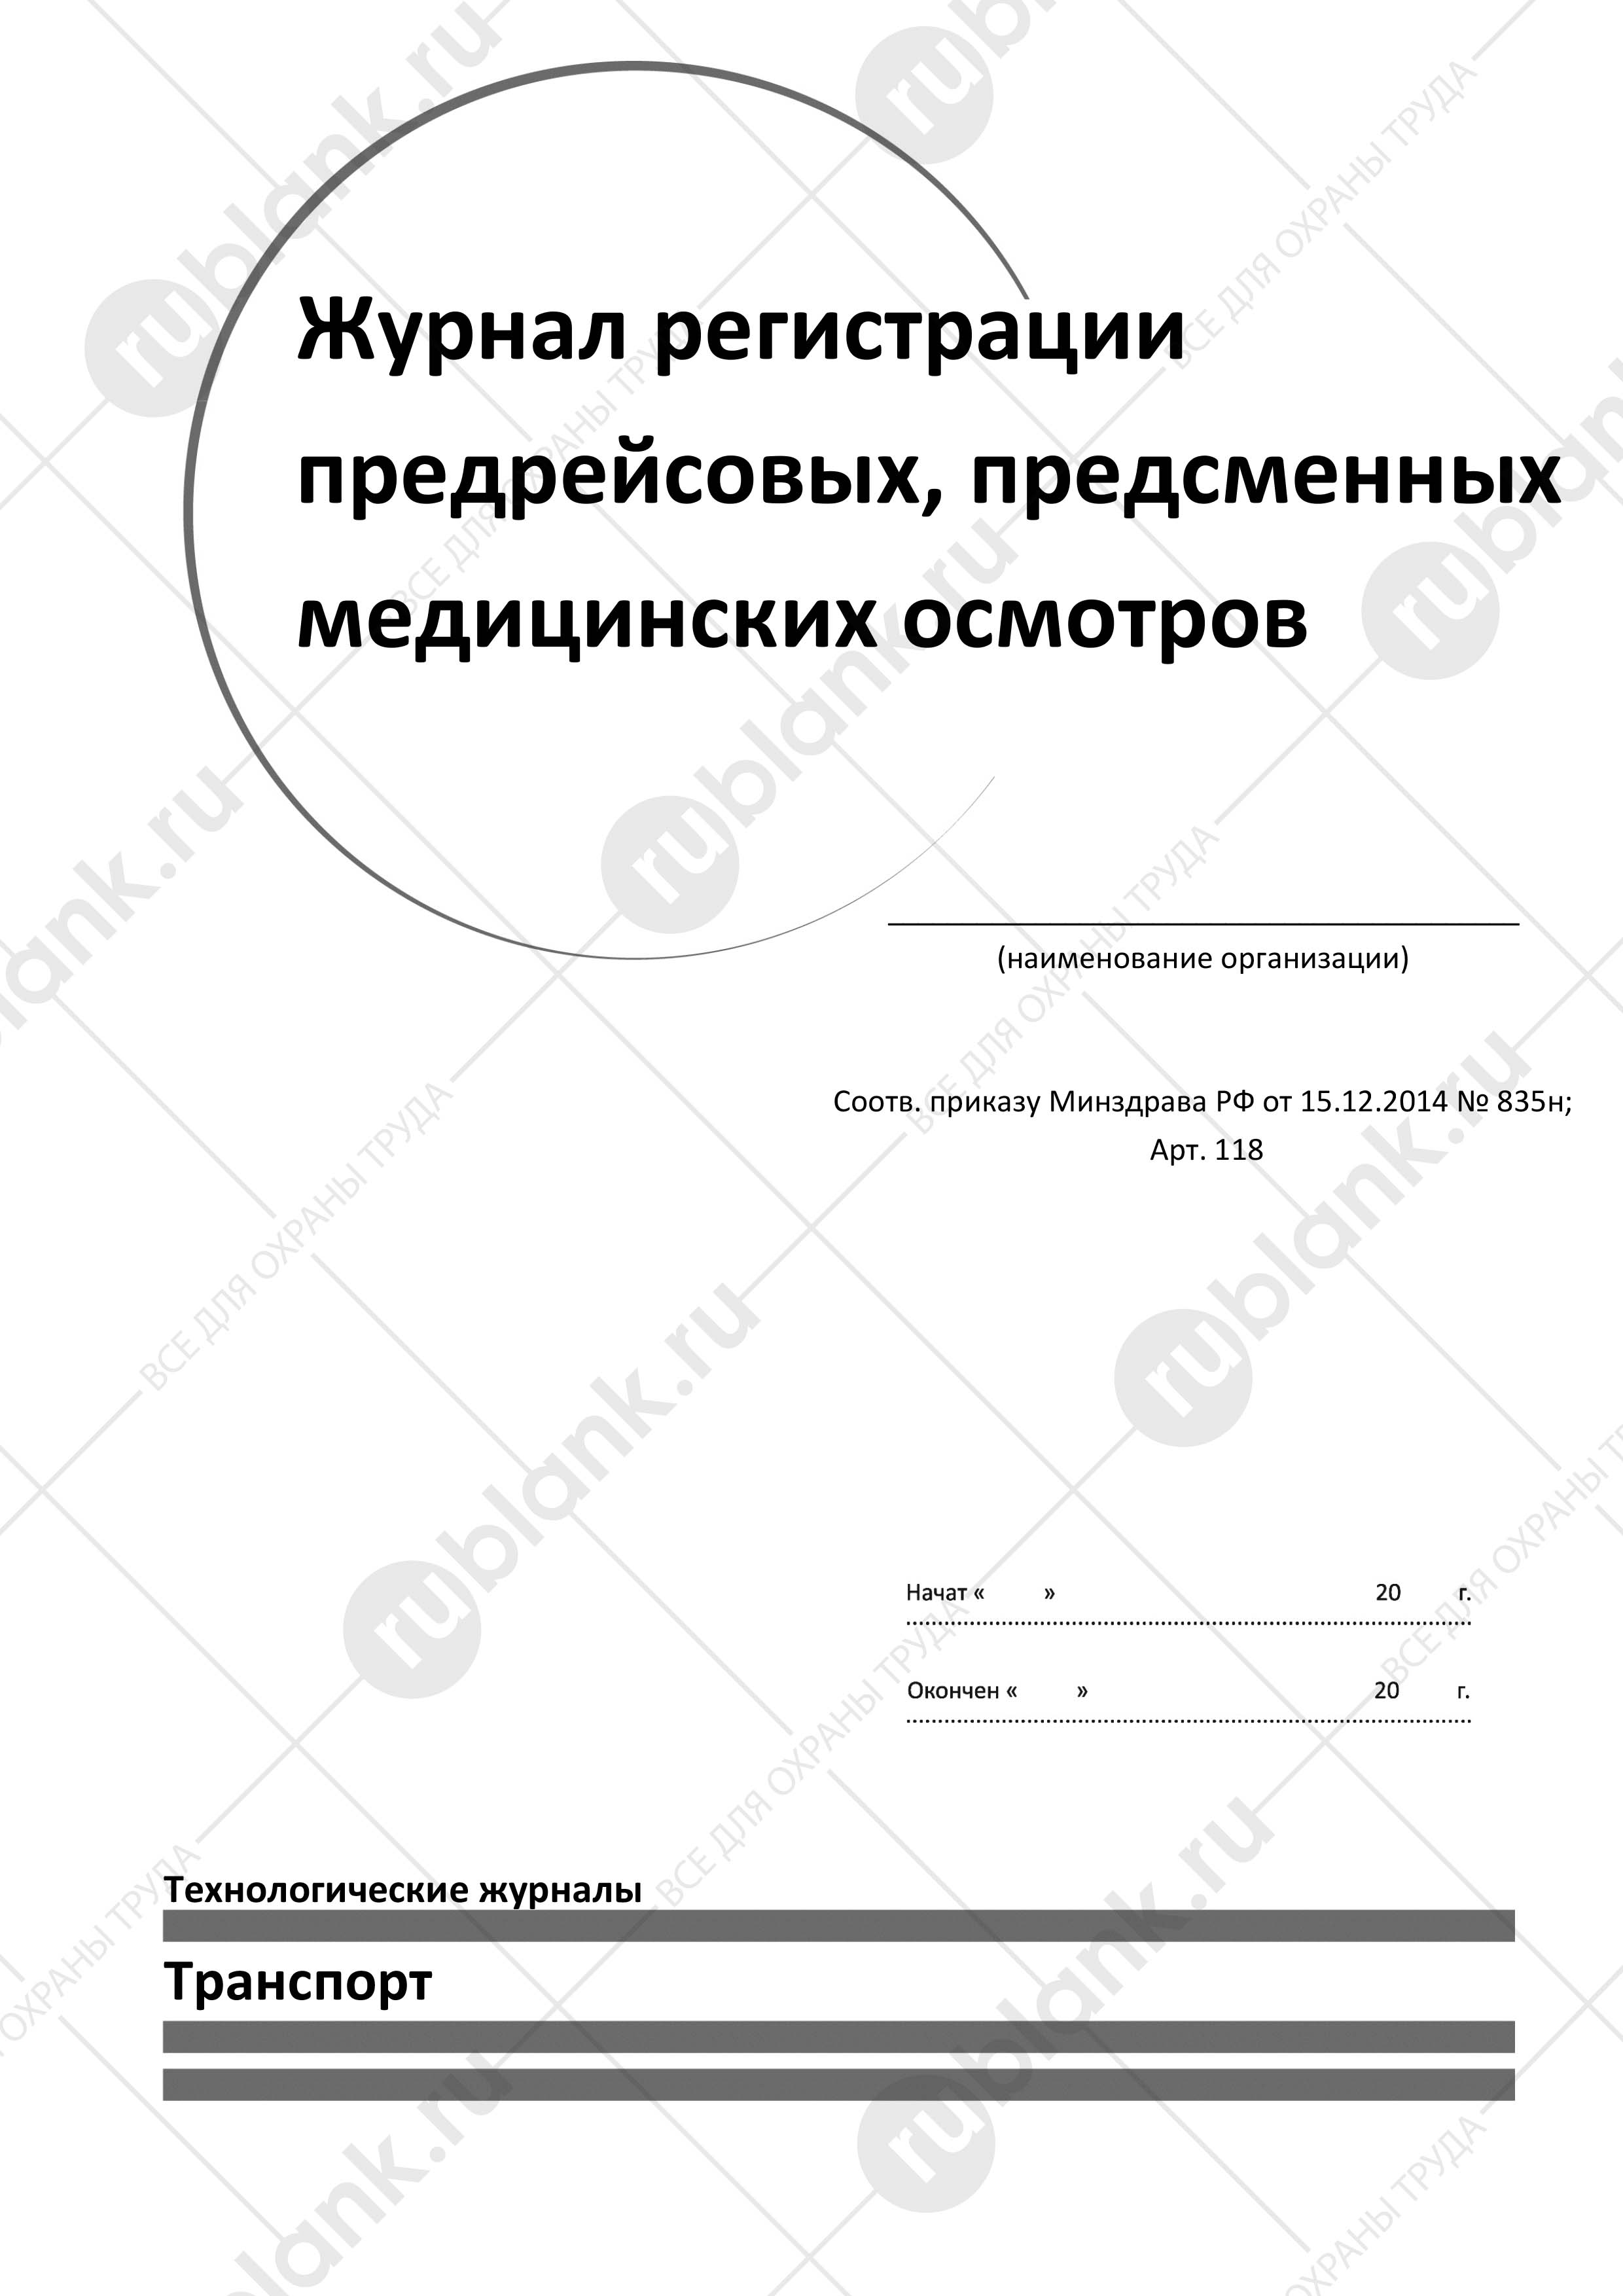 Журнал регистрации
предрейсовых, предсменных
медицинских осмотров
(наименование организации)
Соотв. приказу Минздрава РФ от 15.12.2014 № 835н;
Арт. 118
Начат « » 20 г.
Окончен « » 20 г.
Технологические журналы
Транспорт
rublank.ru
ВСЕ ДЛЯ ОХРАНЫ ТРУДА